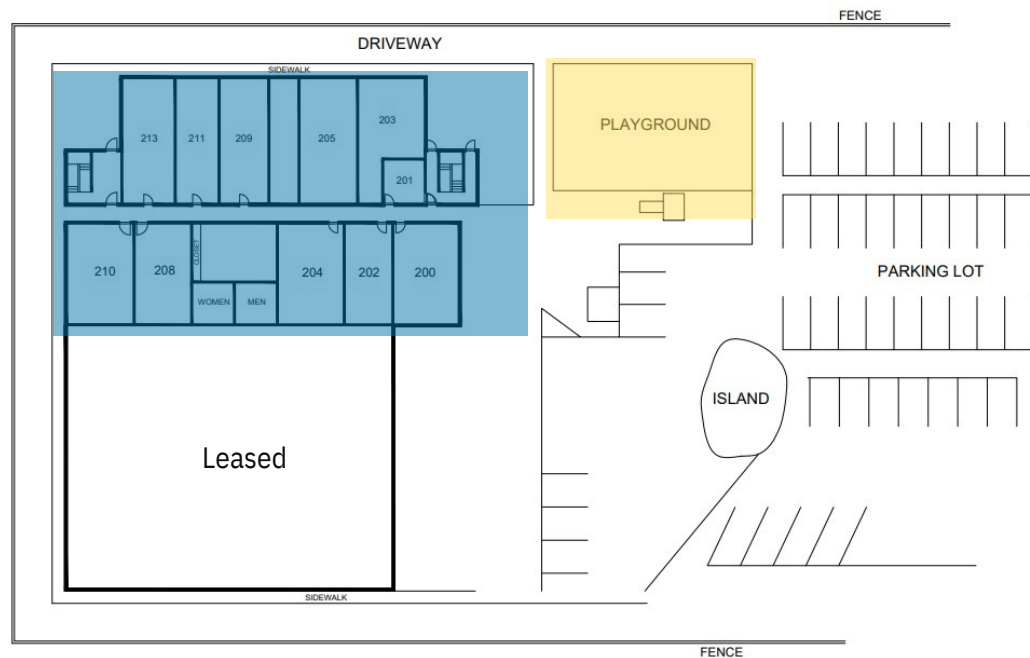 FENCE
DRIVEWAY
SIDEWALK
213
211
209
205
203
201
PLAYGROUND
210
208
CLOSET
WOMEN
MEN
204
202
200
PARKING LOT
ISLAND
Leased
SIDEWALK
FENCE